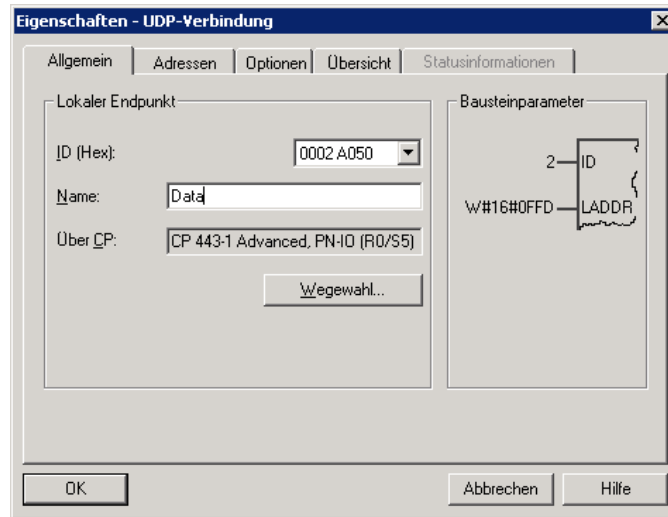 Eigenschaften - UDP-Verbindung
Allgemein Adressen Optionen Übersicht Statusinformationen
Lokaler Endpunkt
ID (Hex): 0002 A050
Name: Data
Über CP: CP 443-1 Advanced, PN-IO (R0/S5)
Wegewahl...
Bausteinparameter
2 ID
W#16#0FFD LADDR
OK Abbrechen Hilfe